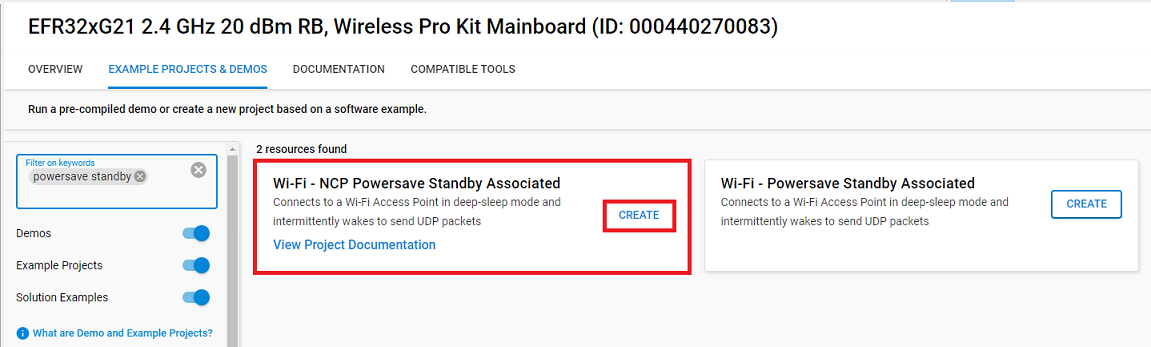 EFR32xG21 2.4 GHz 20 dBm RB, Wireless Pro Kit Mainboard (ID: 000440270083)
OVERVIEW
EXAMPLE PROJECTS & DEMOS
DOCUMENTATION
COMPATIBLE TOOLS
Run a pre-compiled demo or create a new project based on a software example.
Filter on keywords
powersave standby
Demos
Example Projects
Solution Examples
What are Demo and Example Projects?
2 resources found
Wi-Fi - NCP Powersave Standby Associated
Connects to a Wi-Fi Access Point in deep-sleep mode and
intermittently wakes to send UDP packets
View Project Documentation
CREATE
Wi-Fi - Powersave Standby Associated
Connects to a Wi-Fi Access Point in deep-sleep mode and
intermittently wakes to send UDP packets
CREATE